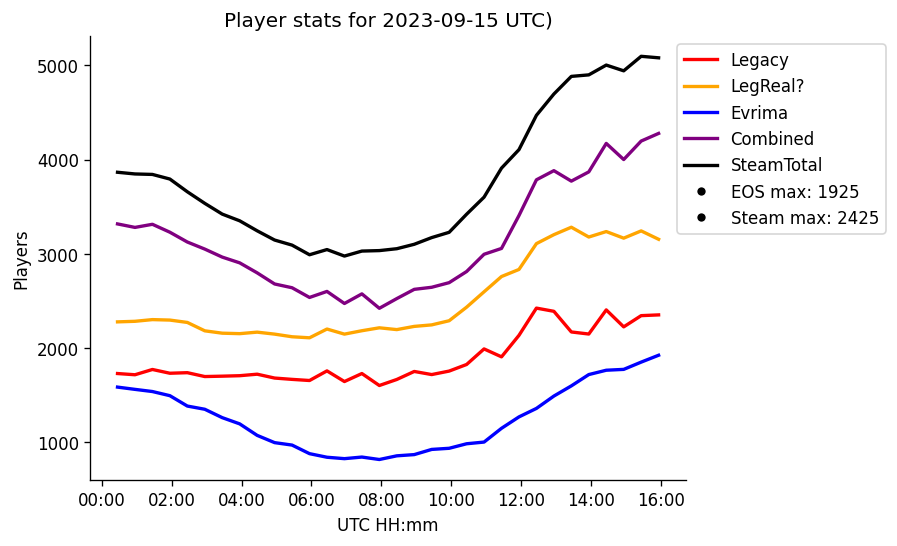 Player stats for 2023-09-15 UTC)
Players
5000
4000
3000
2000
1000
00:00 02:00 04:00 06:00 08:00 10:00 12:00 14:00 16:00
UTC HH:mm
Legacy
LegReal?
Evrima
Combined
SteamTotal
EOS max: 1925
Steam max: 2425